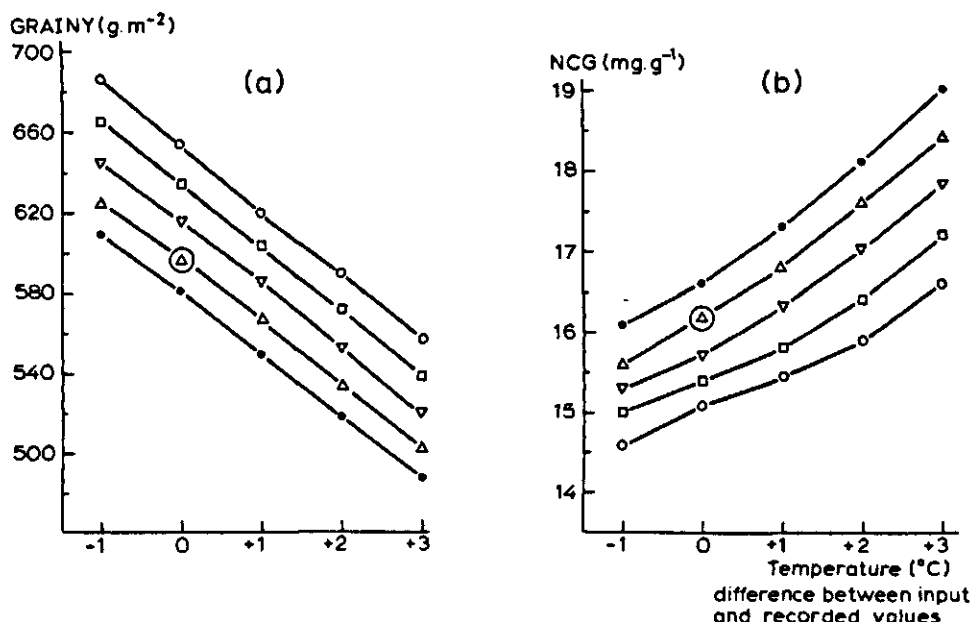 GRAINY (g.m⁻²)
(a)
700
660
620
580
540
500
-1 0 +1 +2 +3
NCG (mg.g⁻¹)
(b)
19
18
17
16
15
14
-1 0 +1 +2 +3
Temperature (°C)
difference between input
and recorded values